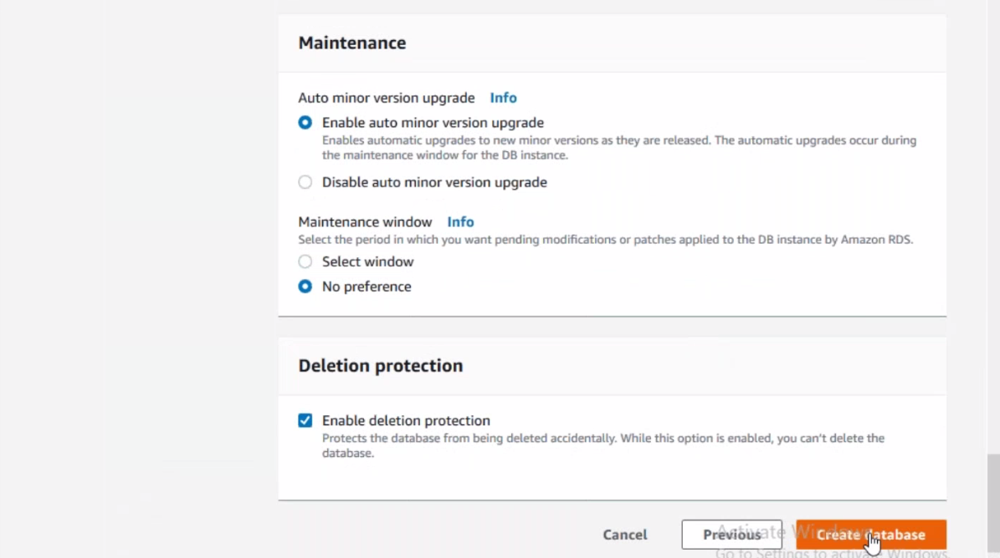 Maintenance
Auto minor version upgrade Info
Enable auto minor version upgrade
Enables automatic upgrades to new minor versions as they are released. The automatic upgrades occur during
the maintenance window for the DB instance.
Disable auto minor version upgrade
Maintenance window Info
Select the period in which you want pending modifications or patches applied to the DB instance by Amazon RDS.
Select window
No preference
Deletion protection
Enable deletion protection
Protects the database from being deleted accidentally. While this option is enabled, you can't delete the
database.
Cancel Previous Create database
Activate Windows
Go to Settings to activate Windows